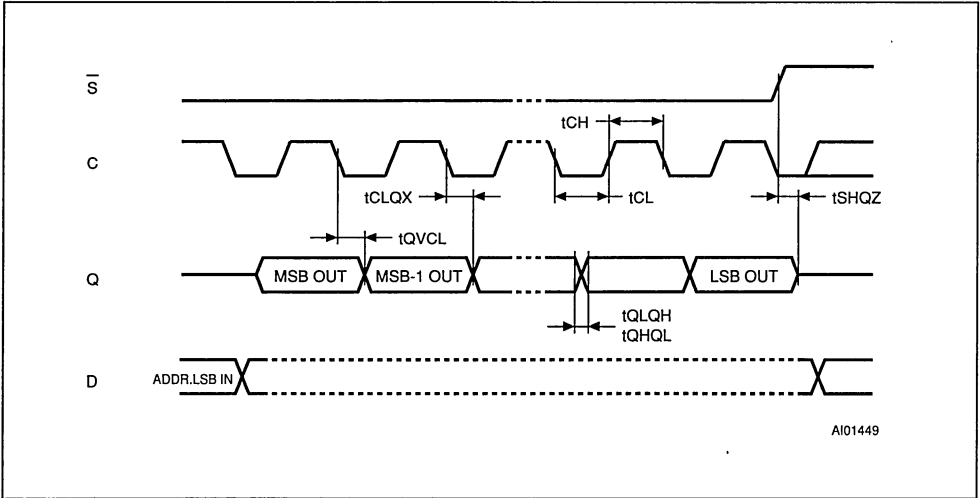 S
tCH
C
tCLQX
tCL
tSHQZ
tQVCL
Q
MSB OUT
MSB-1 OUT
LSB OUT
tQLQH
tQHQL
D
ADDR.LSB IN
AI01449